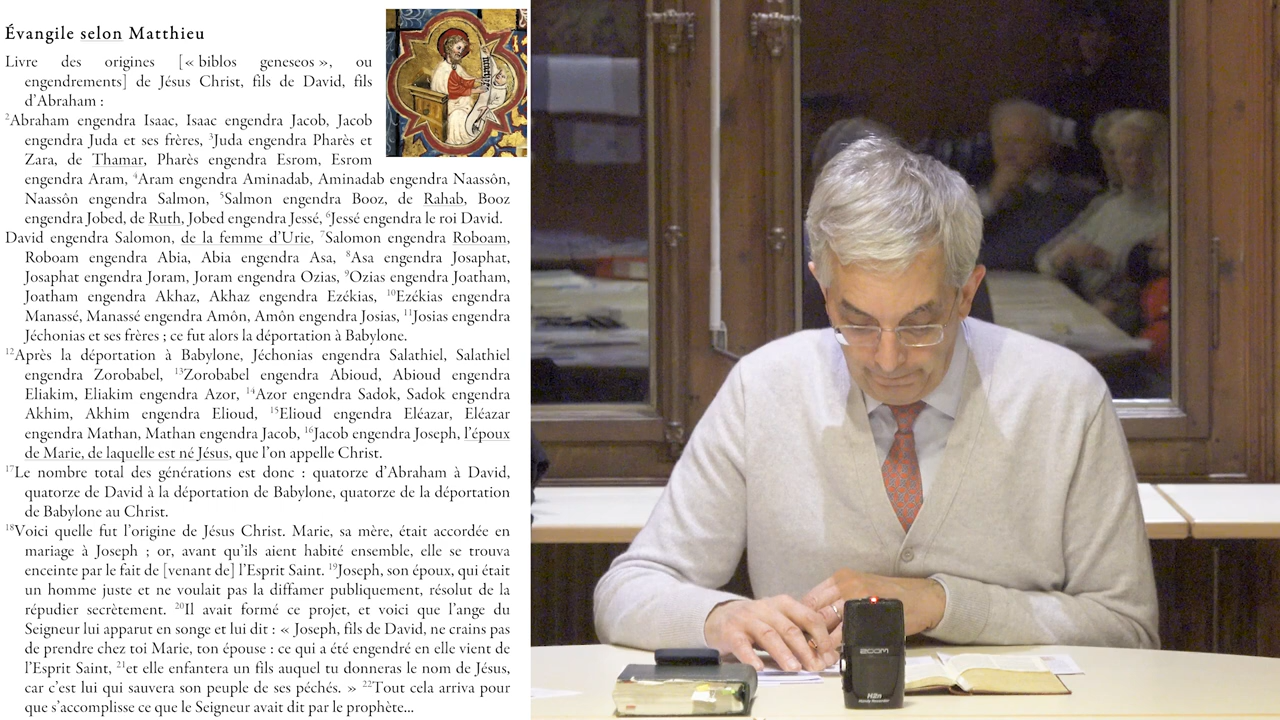 Évangile selon Matthieu
Livre des origines [« biblos geneseos », ou
engendrements] de Jésus Christ, fils de David, fils
d’Abraham :
²Abraham engendra Isaac, Isaac engendra Jacob, Jacob
engendra Juda et ses frères, ³Juda engendra Pharès et
Zara, de Thamar, Pharès engendra Esrom, Esrom
engendra Aram, ⁴Aram engendra Aminadab, Aminadab engendra Naassôn,
Naassôn engendra Salmon, ⁵Salmon engendra Booz, de Rahab, Booz
engendra Jobed, de Ruth, Jobed engendra Jessé, ⁶Jessé engendra le roi David.
David engendra Salomon, de la femme d’Urie, ⁷Salomon engendra Roboam,
Roboam engendra Abia, Abia engendra Asa, ⁸Asa engendra Josaphat,
Josaphat engendra Joram, Joram engendra Ozias, ⁹Ozias engendra Joatham,
Joatham engendra Akhaz, Akhaz engendra Ezékias, ¹⁰Ezékias engendra
Manassé, Manassé engendra Amôn, Amôn engendra Josias, ¹¹Josias engendra
Jéchonias et ses frères ; ce fut alors la déportation à Babylone.
¹²Après la déportation à Babylone, Jéchonias engendra Salathiel, Salathiel
engendra Zorobabel, ¹³Zorobabel engendra Abioud, Abioud engendra
Eliakim, Eliakim engendra Azor, ¹⁴Azor engendra Sadok, Sadok engendra
Akhim, Akhim engendra Elioud, ¹⁵Elioud engendra Eléazar, Eléazar
engendra Mathan, Mathan engendra Jacob, ¹⁶Jacob engendra Joseph, l’époux
de Marie, de laquelle est né Jésus, que l’on appelle Christ.
¹⁷Le nombre total des générations est donc : quatorze d’Abraham à David,
quatorze de David à la déportation de Babylone, quatorze de la déportation
de Babylone au Christ.
¹⁸Voici quelle fut l’origine de Jésus Christ. Marie, sa mère, était accordée en
mariage à Joseph ; or, avant qu’ils aient habité ensemble, elle se trouva
enceinte par le fait de [venant de] l’Esprit Saint. ¹⁹Joseph, son époux, qui était
un homme juste et ne voulait pas la diffamer publiquement, résolut de la
répudier secrètement. ²⁰Il avait formé ce projet, et voici que l’ange du
Seigneur lui apparut en songe et lui dit : « Joseph, fils de David, ne crains pas
de prendre chez toi Marie, ton épouse : ce qui a été engendré en elle vient de
l’Esprit Saint, ²¹et elle enfantera un fils auquel tu donneras le nom de Jésus,
car c’est lui qui sauvera son peuple de ses péchés. » ²²Tout cela arriva pour
que s’accomplisse ce que le Seigneur avait dit par le prophète...
zoom
H2n
Handy Recorder